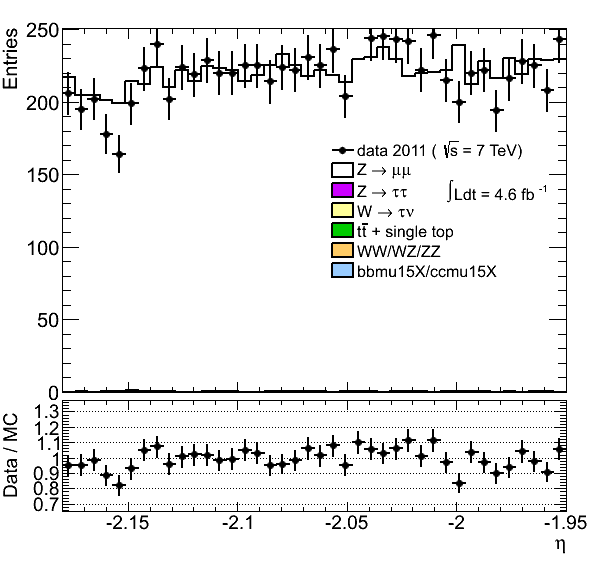 Entries
250
200
150
100
50
0
data 2011 ( √s = 7 TeV)
Z → μμ
Z → ττ
W → τν
tt̄ + single top
WW/WZ/ZZ
bbmu15X/ccmu15X
∫Ldt = 4.6 fb⁻¹
Data / MC
1.3
1.2
1.1
1
0.9
0.8
0.7
-2.15 -2.1 -2.05 -2 -1.95
η